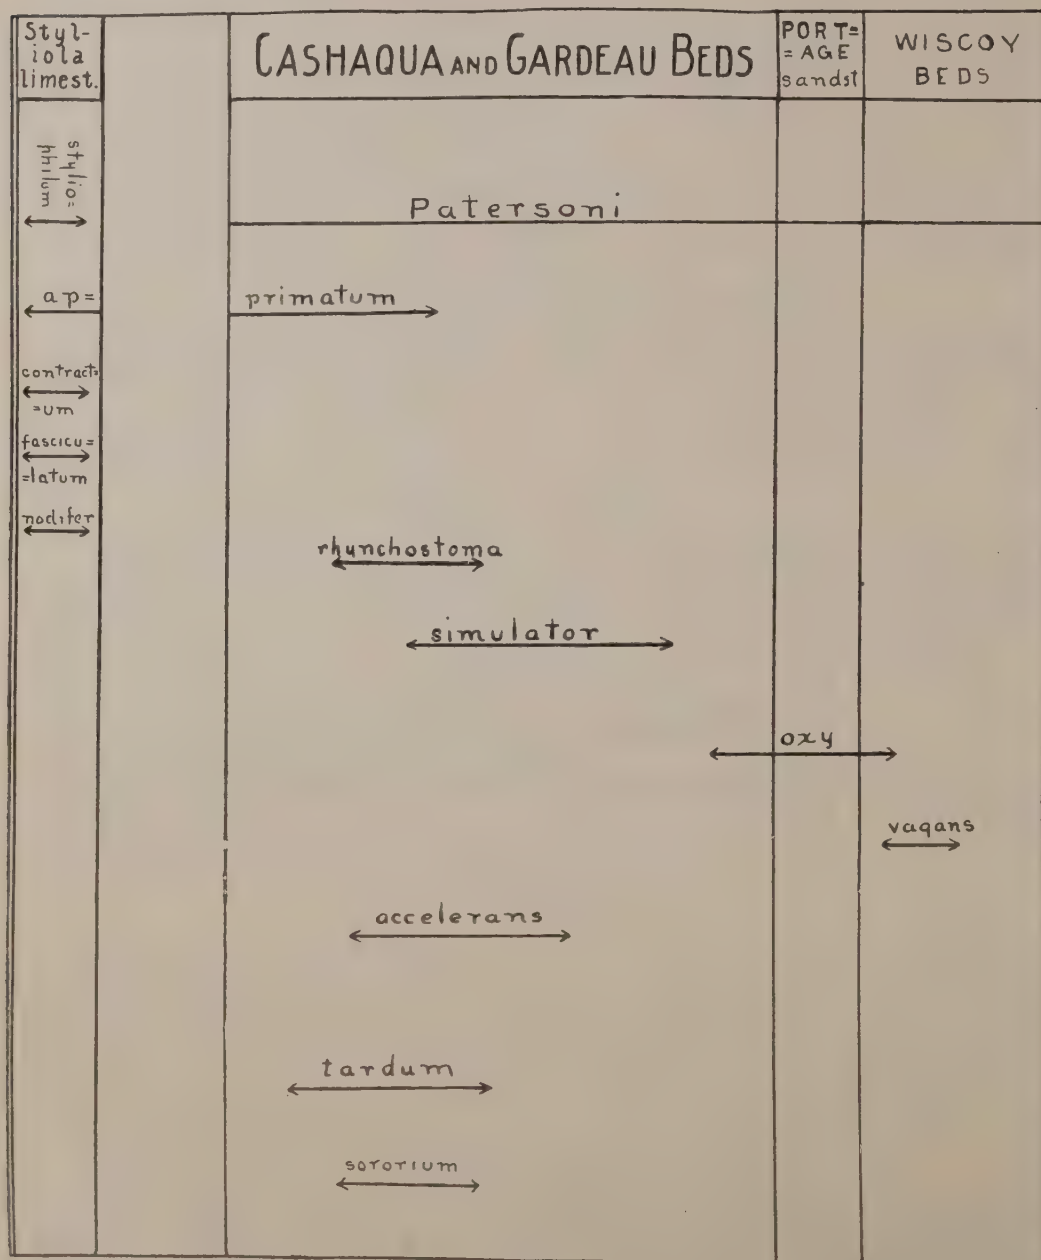 Styl-
iola
limest.
CASHAQUA AND GARDEAU BEDS
PORT=
=AGE
sandst
WISCOY
BEDS
stylio=
philum
Patersoni
ap=
primatum
contract=
=um
fascicu=
=latum
nodifer
rhynchostoma
simulator
oxy
vagans
accelerans
tardum
sororium